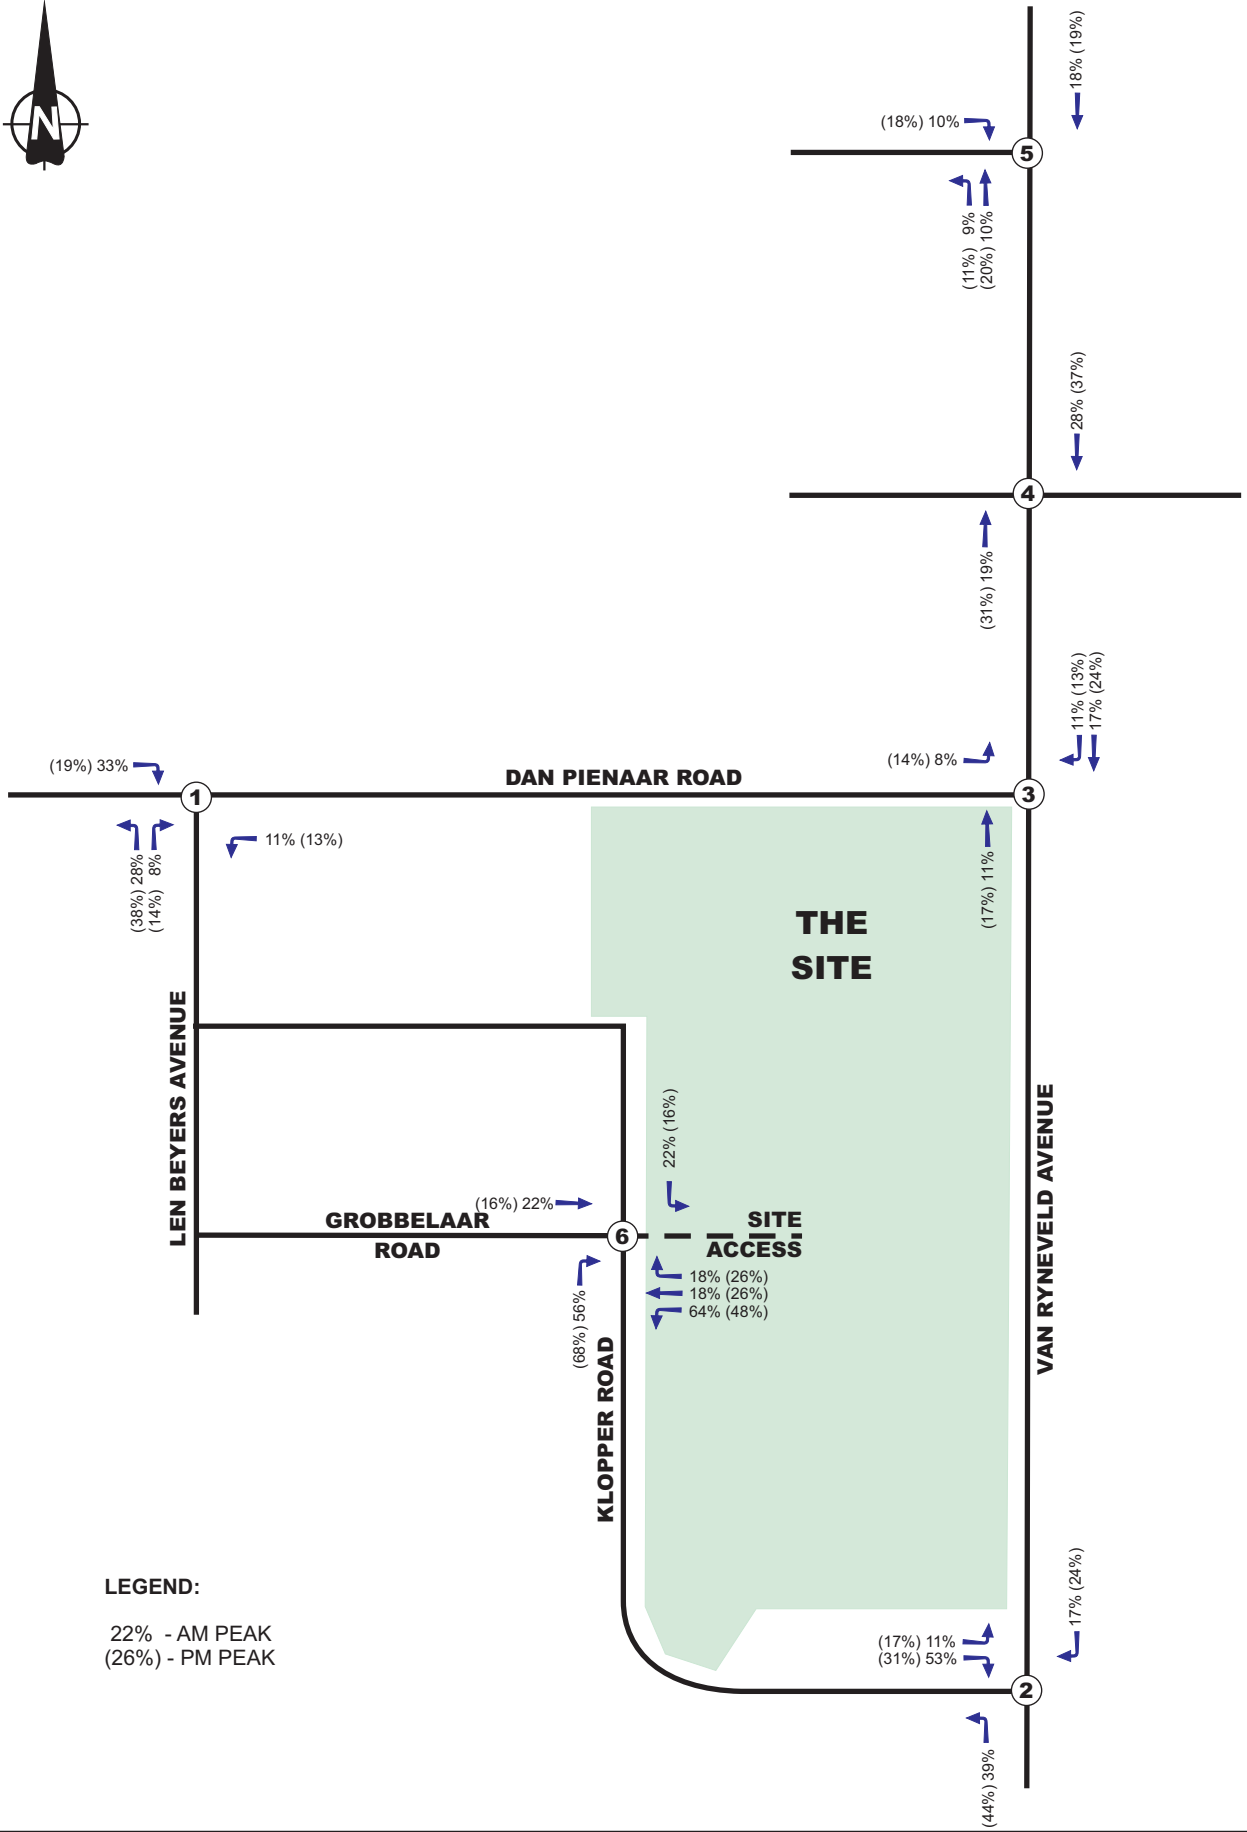 N
18% (19%)
(18%) 10%
5
(11%) 9%
(20%) 10%
28% (37%)
4
(31%) 19%
11% (13%)
17% (24%)
(19%) 33%
(14%) 8%
DAN PIENAAR ROAD
1
3
11% (13%)
(38%) 28%
(14%) 8%
(17%) 11%
THE
SITE
LEN BEYERS AVENUE
22% (16%)
VAN RYNEVELD AVENUE
(16%) 22%
GROBBELAAR
ROAD
6
SITE
ACCESS
18% (26%)
18% (26%)
64% (48%)
(68%) 56%
KLOPPER ROAD
LEGEND:
22% - AM PEAK
(26%) - PM PEAK
17% (24%)
(17%) 11%
(31%) 53%
2
(44%) 39%